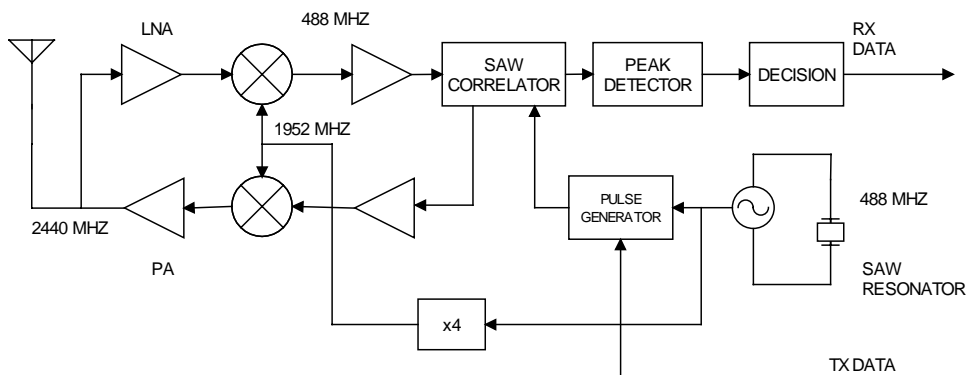 LNA
488 MHZ
RX
DATA
SAW
CORRELATOR
PEAK
DETECTOR
DECISION
1952 MHZ
2440 MHZ
PA
PULSE
GENERATOR
488 MHZ
SAW
RESONATOR
x4
TX DATA